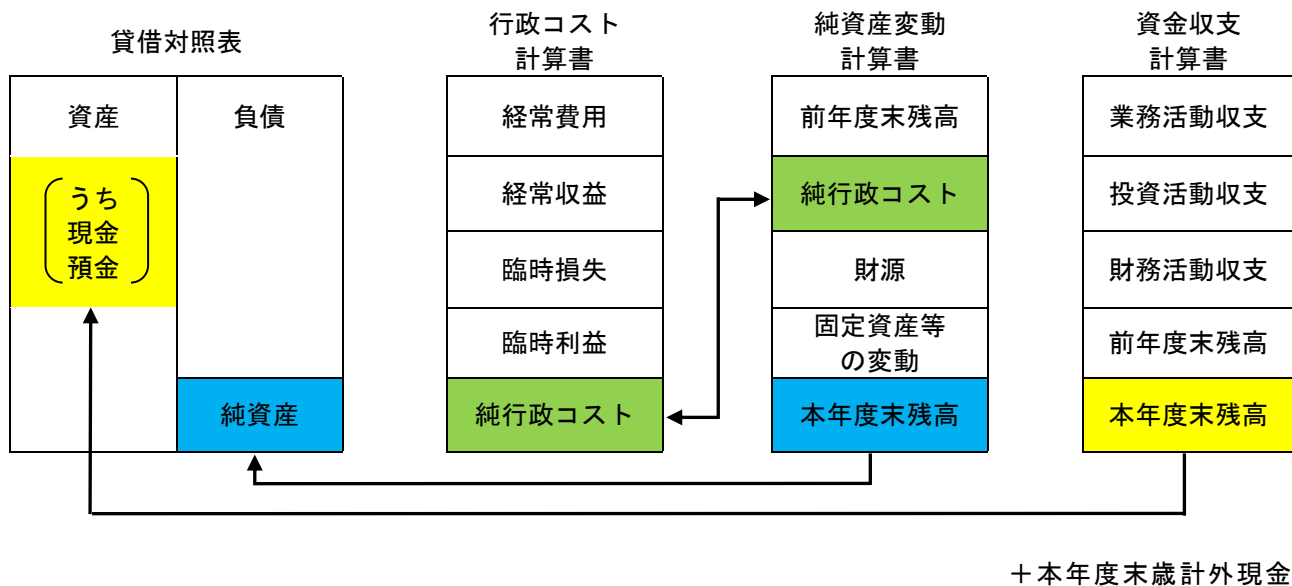 貸借対照表
資産
負債
うち
現金
預金
純資産
行政コスト
計算書
経常費用
経常収益
臨時損失
臨時利益
純行政コスト
純資産変動
計算書
前年度末残高
純行政コスト
財源
固定資産等
の変動
本年度末残高
資金収支
計算書
業務活動収支
投資活動収支
財務活動収支
前年度末残高
本年度末残高
＋本年度末歳計外現金